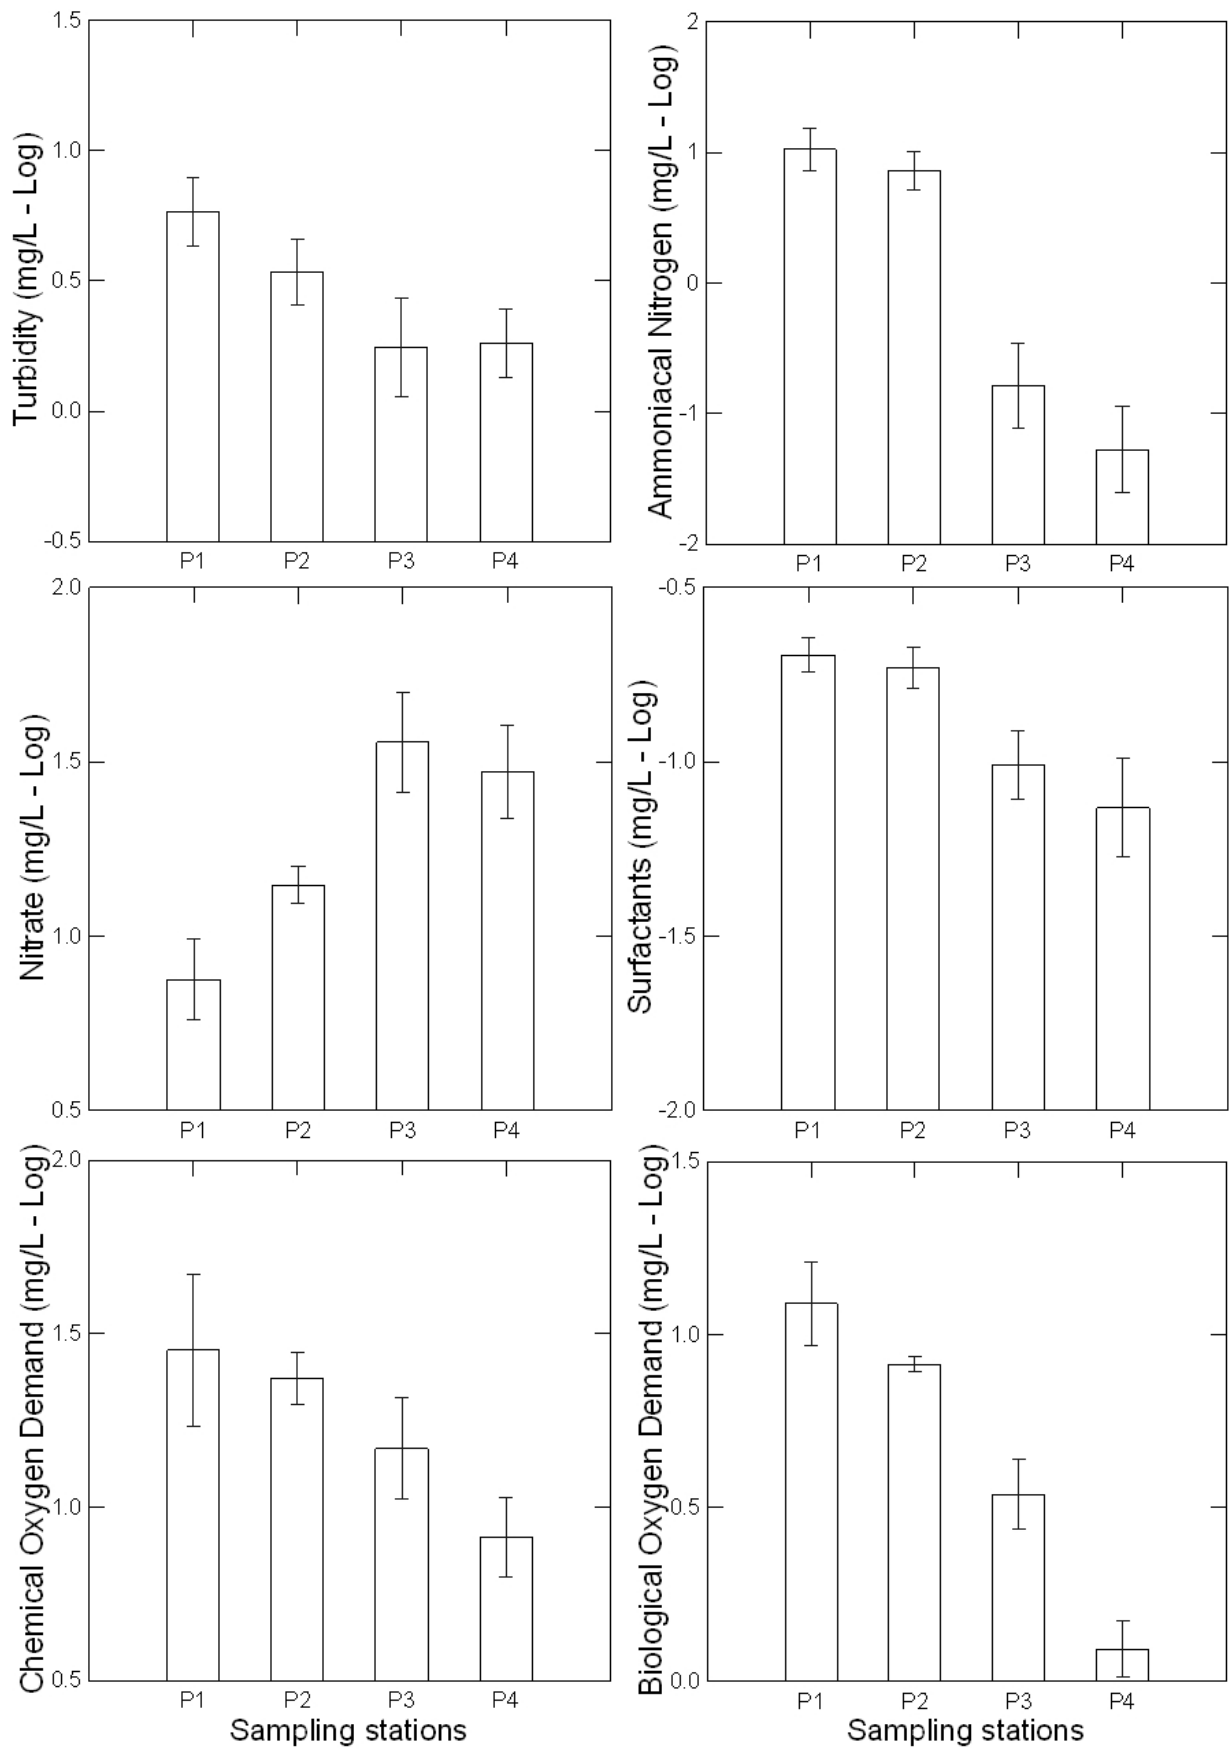 Turbidity (mg/L - Log)
1.5
1.0
0.5
0.0
-0.5
P1 P2 P3 P4
Ammoniacal Nitrogen (mg/L - Log)
2
1
0
-1
-2
P1 P2 P3 P4
Nitrate (mg/L - Log)
2.0
1.5
1.0
0.5
P1 P2 P3 P4
Surfactants (mg/L - Log)
-0.5
-1.0
-1.5
-2.0
P1 P2 P3 P4
Chemical Oxygen Demand (mg/L - Log)
2.0
1.5
1.0
0.5
P1 P2 P3 P4
Sampling stations
Biological Oxygen Demand (mg/L - Log)
1.5
1.0
0.5
0.0
P1 P2 P3 P4
Sampling stations